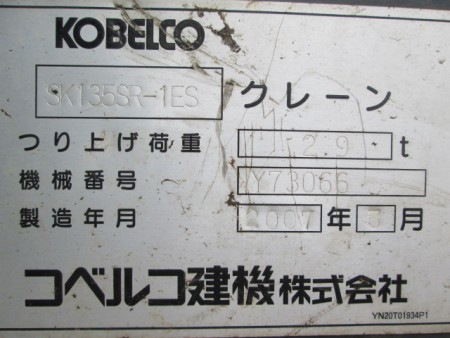 KOBELCO
SK135SR-1ES クレーン
つり上げ荷重 2.9 t
機械番号 YY73066
製造年月 2007 年 5 月
コベルコ建機株式会社
YN20T01934P1